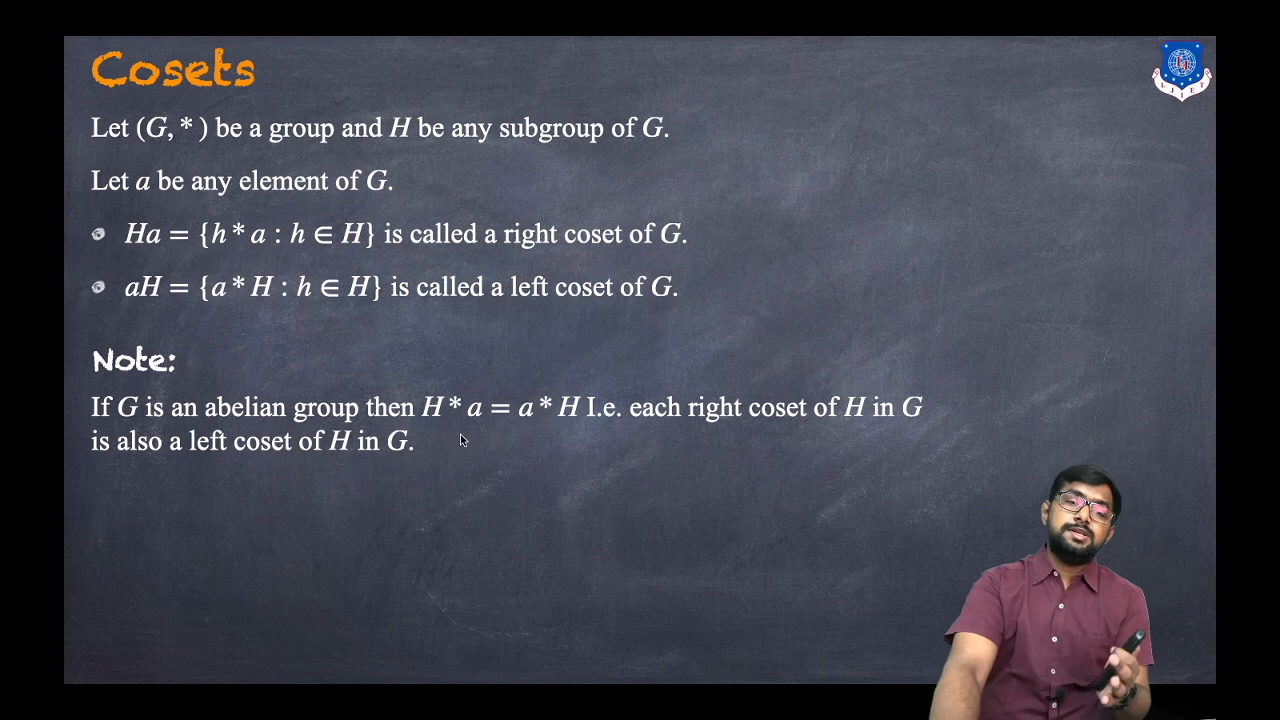 Cosets
Let (G, * ) be a group and H be any subgroup of G.
Let a be any element of G.
Ha = {h * a : h ∈ H} is called a right coset of G.
aH = {a * H : h ∈ H} is called a left coset of G.
Note:
If G is an abelian group then H * a = a * H I.e. each right coset of H in G
is also a left coset of H in G.
LJIET